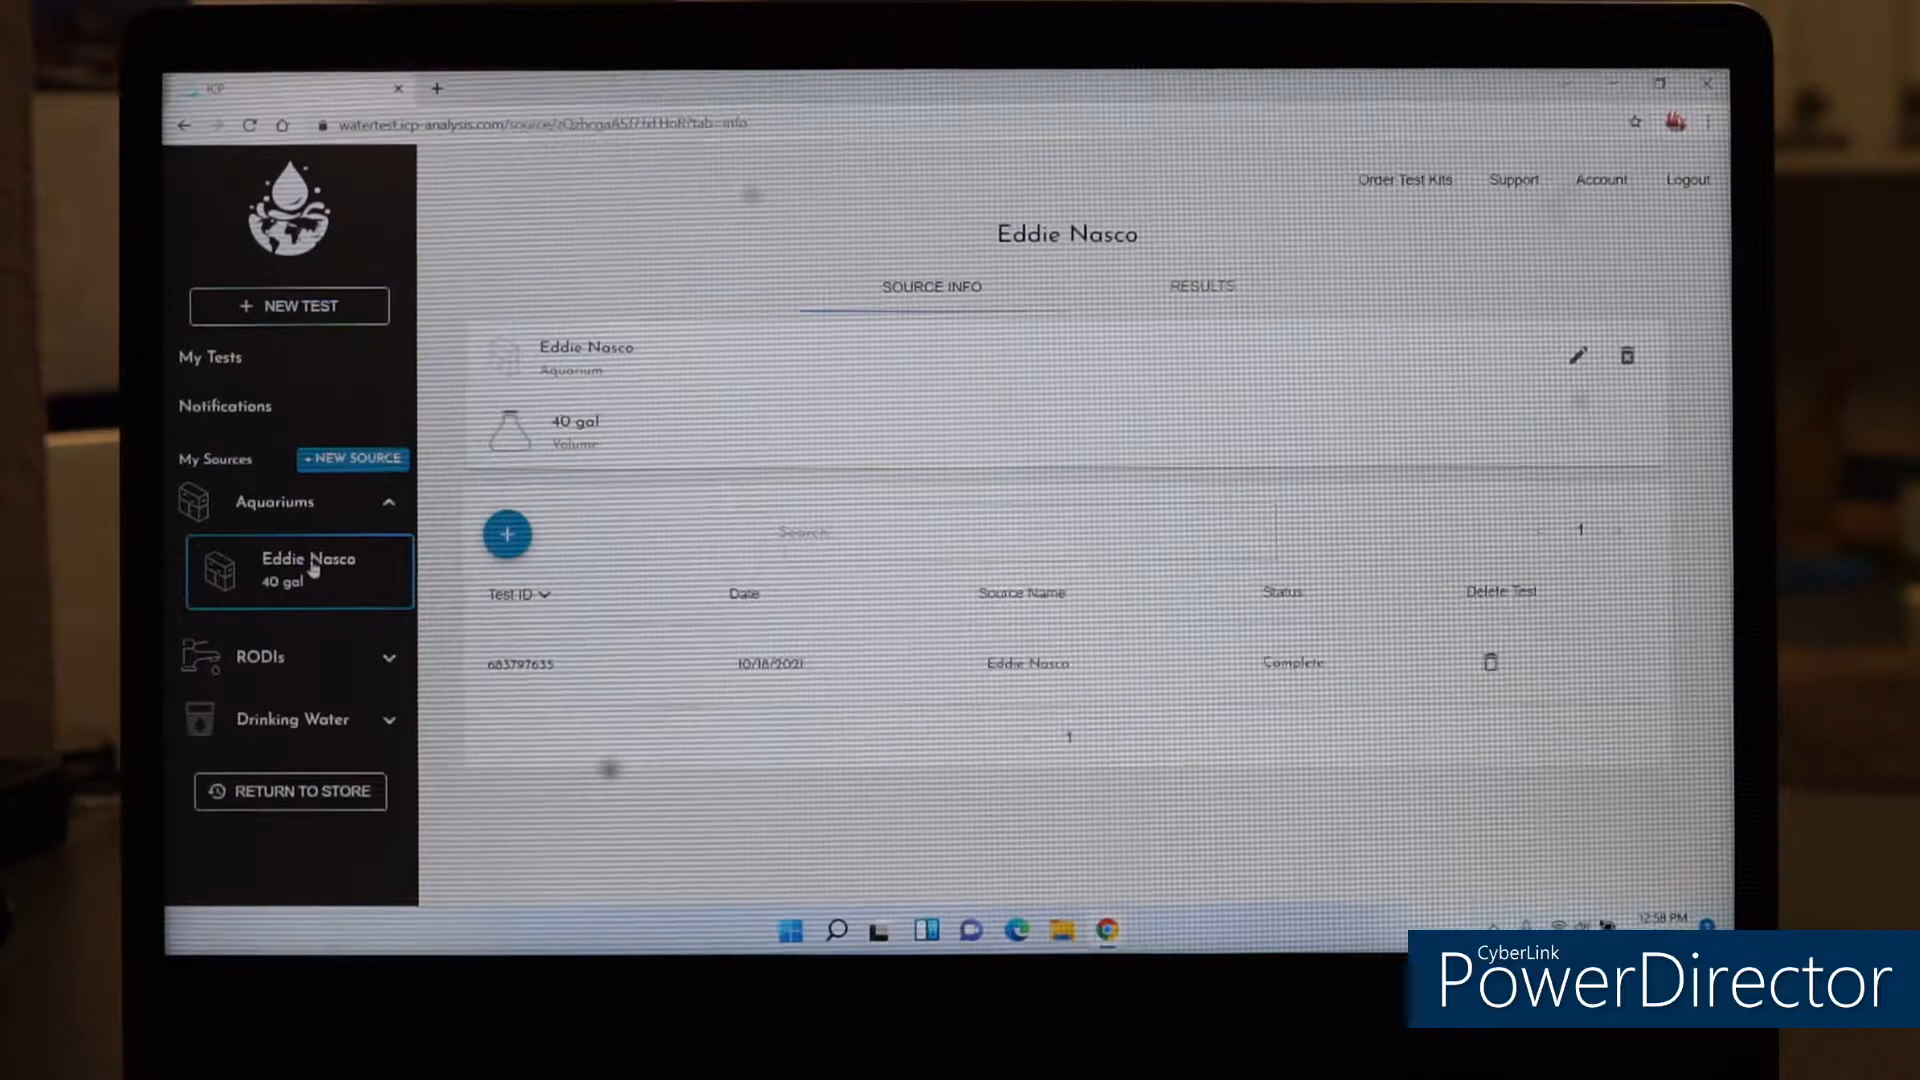 ICP
Order Test Kits Support Account Logout
Eddie Nasco
SOURCE INFO RESULTS
+ NEW TEST
My Tests
Notifications
My Sources + NEW SOURCE
Aquariums
Eddie Nasco
40 gal
RODIs
Drinking Water
RETURN TO STORE
Eddie Nasco
Aquarium
40 gal
Volume
+ Search 1
Test ID Date Source Name Status Delete Test
683797635 10/18/2021 Eddie Nasco Complete
1
12:58 PM
CyberLink
PowerDirector